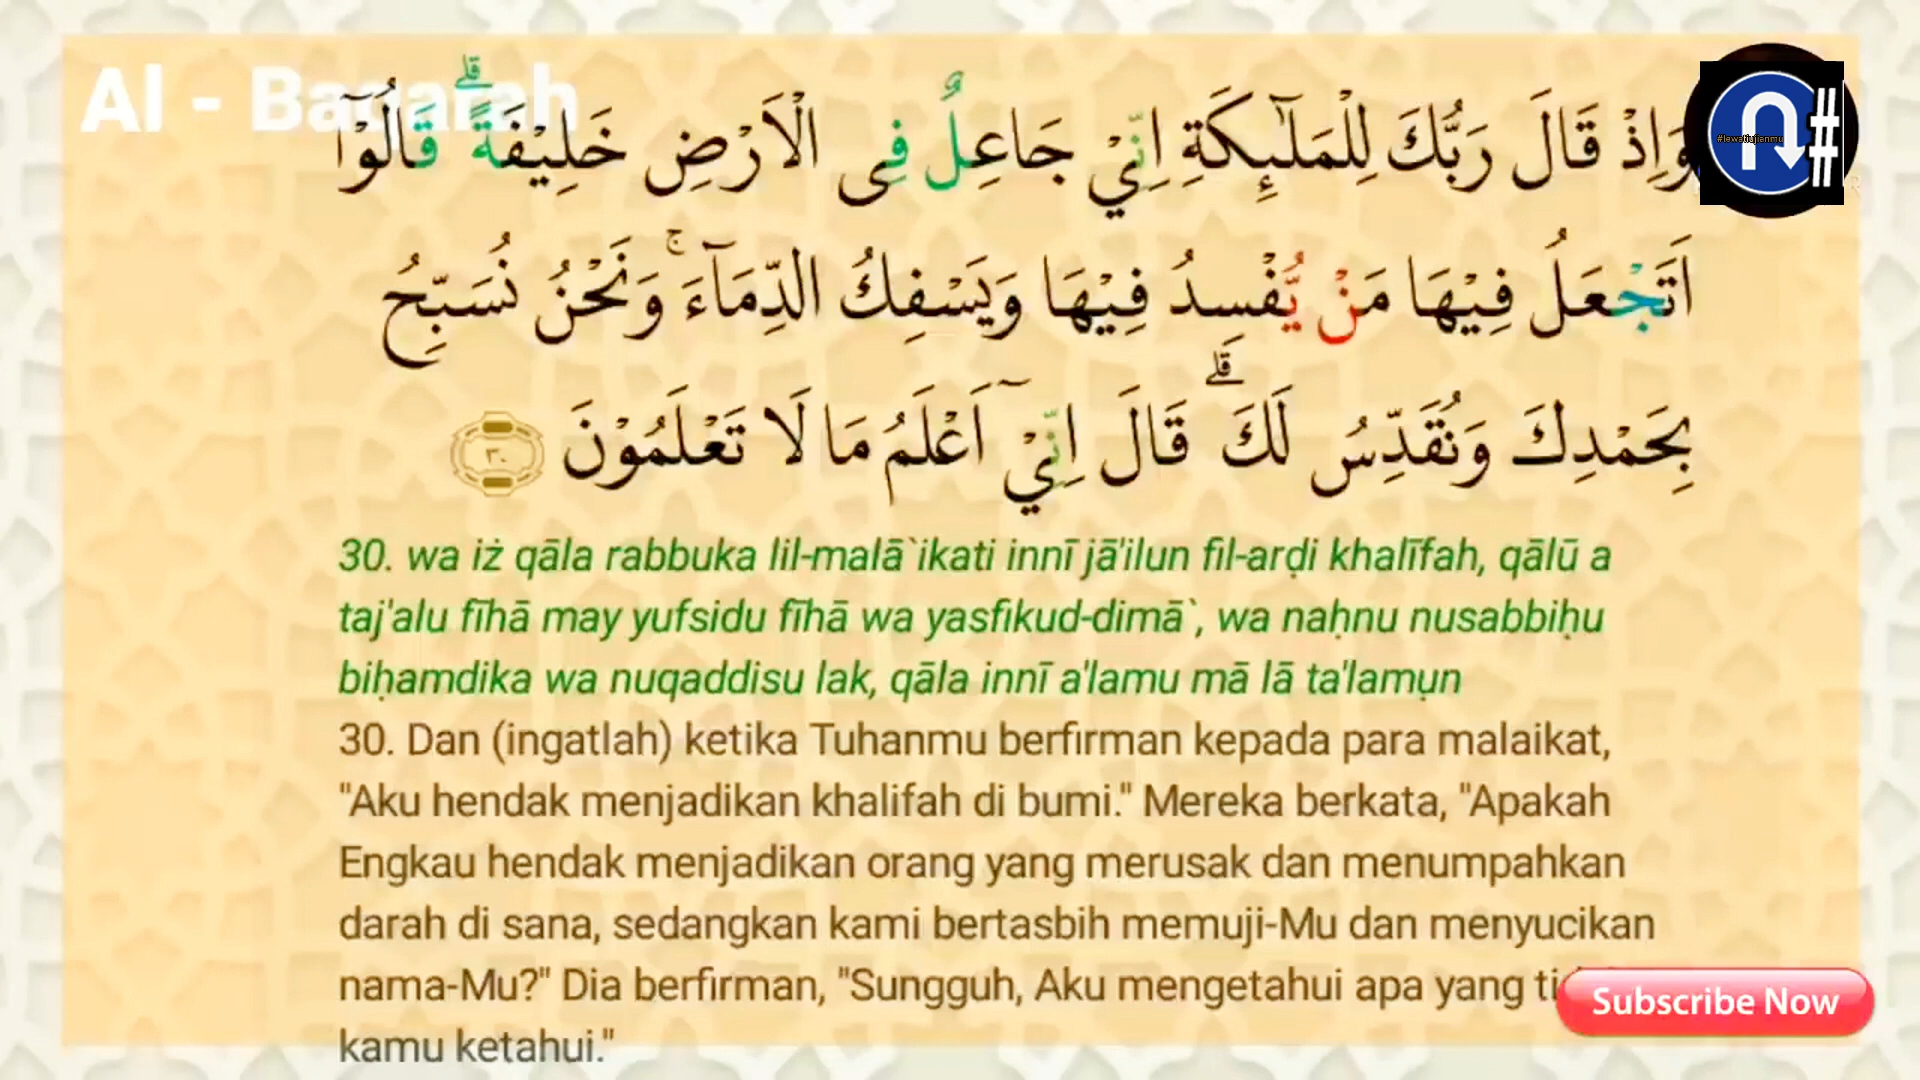 Al - Baqarah
وَاِذْ قَالَ رَبُّكَ لِلْمَلٰۤىِٕكَةِ اِنِّيْ جَاعِلٌ فِى الْاَرْضِ خَلِيْفَةً ۗ قَالُوْٓا
اَتَجْعَلُ فِيْهَا مَنْ يُّفْسِدُ فِيْهَا وَيَسْفِكُ الدِّمَاۤءَۚ وَنَحْنُ نُسَبِّحُ
بِحَمْدِكَ وَنُقَدِّسُ لَكَ ۗ قَالَ اِنِّيْٓ اَعْلَمُ مَا لَا تَعْلَمُوْنَ ٣٠
#lewatiujianmu
#
30. wa iż qāla rabbuka lil-malā`ikati innī jā'ilun fil-arḍi khalīfah, qālū a
taj'alu fīhā may yufsidu fīhā wa yasfikud-dimā`, wa naḥnu nusabbiḥu
biḥamdika wa nuqaddisu lak, qāla innī a'lamu mā lā ta'lamụn
30. Dan (ingatlah) ketika Tuhanmu berfirman kepada para malaikat,
"Aku hendak menjadikan khalifah di bumi." Mereka berkata, "Apakah
Engkau hendak menjadikan orang yang merusak dan menumpahkan
darah di sana, sedangkan kami bertasbih memuji-Mu dan menyucikan
nama-Mu?" Dia berfirman, "Sungguh, Aku mengetahui apa yang
kamu ketahui."
Subscribe Now